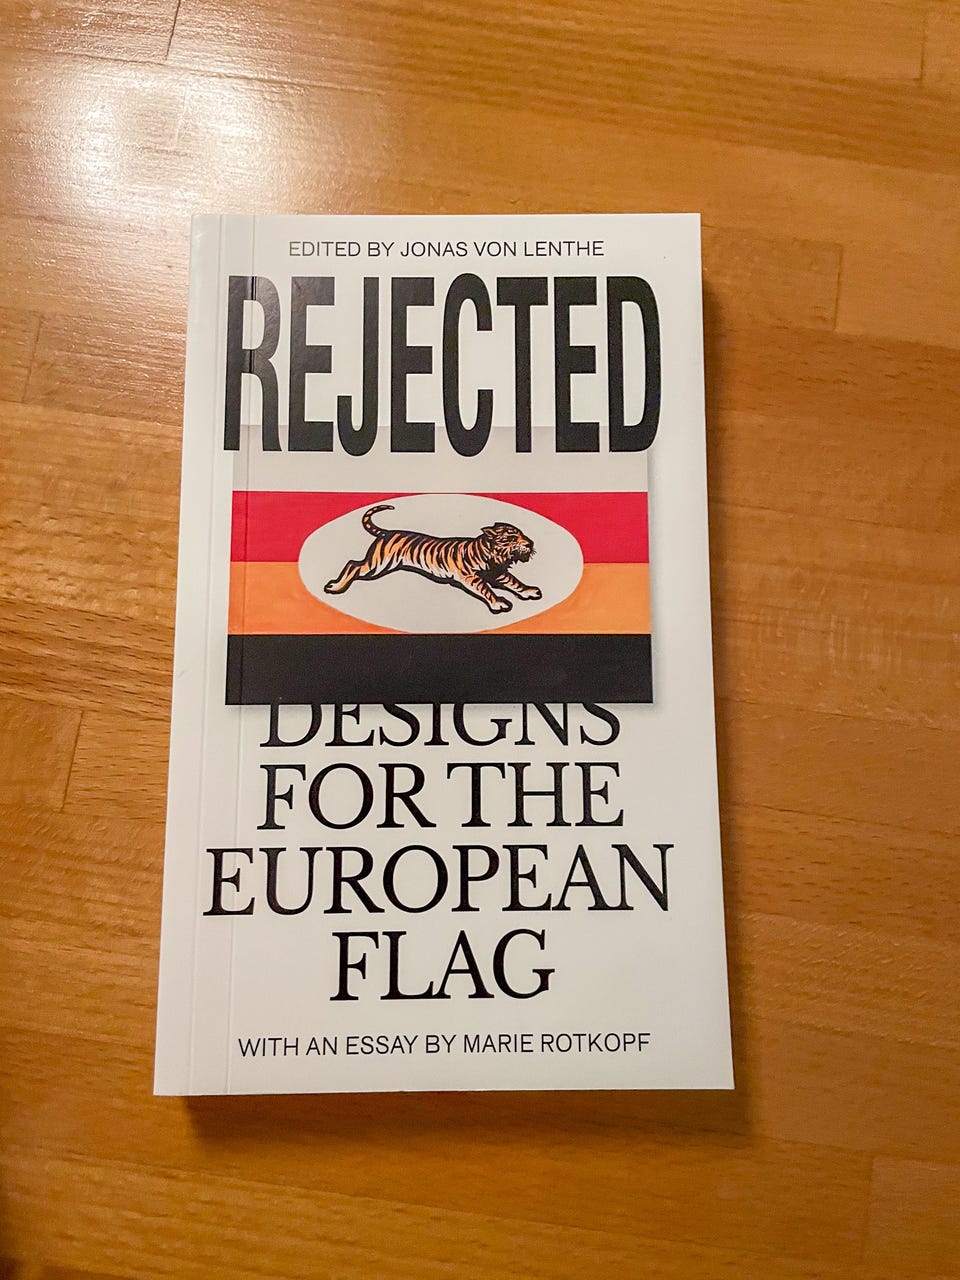 EDITED BY JONAS VON LENTHE
REJECTED
DESIGNS
FOR THE
EUROPEAN
FLAG
WITH AN ESSAY BY MARIE ROTKOPF